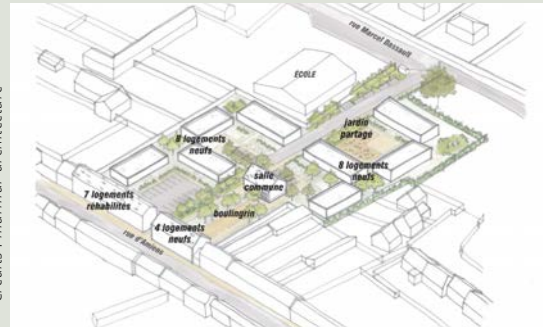 rue Marcel Dassault
ECOLE
8 logements
neufs
jardin
partagé
salle
commune
8 logements
neufs
7 logements
réhabilités
boulingrin
4 logements
neufs
rue d'Amiens